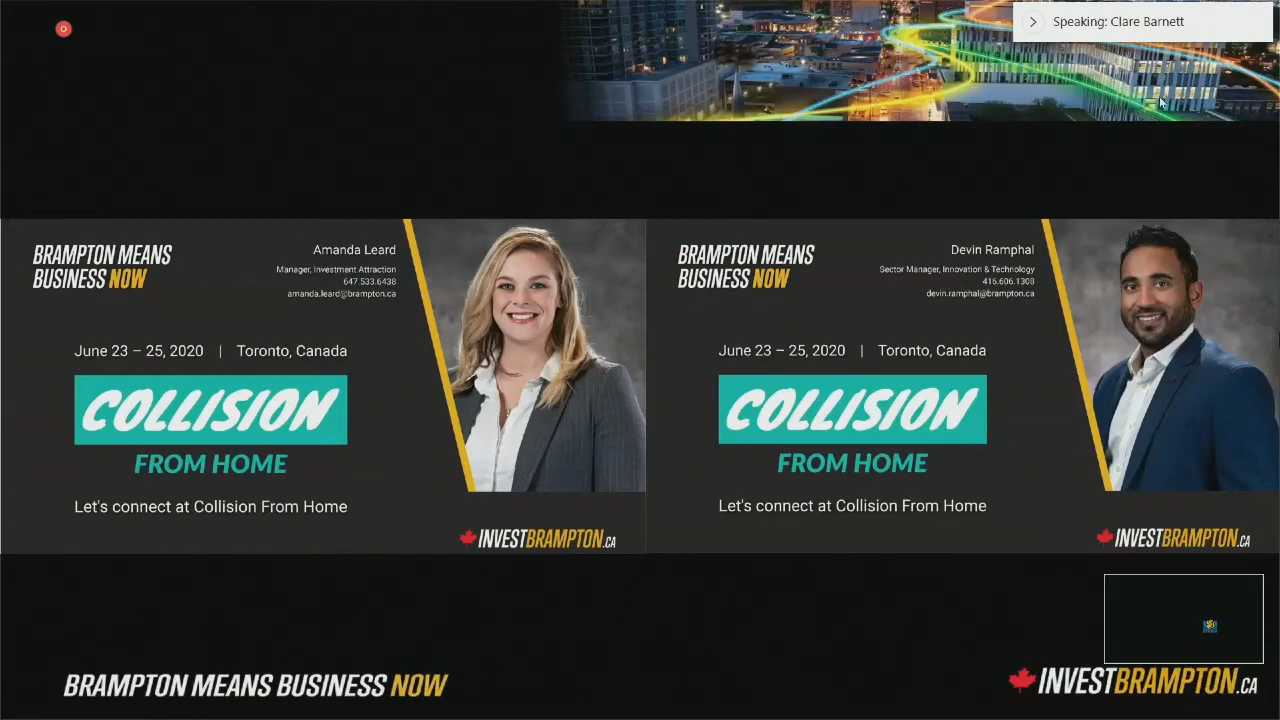 Speaking: Clare Barnett
BRAMPTON MEANS
BUSINESS NOW
Amanda Leard
Manager, Investment Attraction
647.533.6438
amanda.leard@brampton.ca
June 23 – 25, 2020 | Toronto, Canada
COLLISION
FROM HOME
Let's connect at Collision From Home
INVESTBRAMPTON.CA
BRAMPTON MEANS
BUSINESS NOW
Devin Ramphal
Sector Manager, Innovation & Technology
416.606.1308
devin.ramphal@brampton.ca
June 23 – 25, 2020 | Toronto, Canada
COLLISION
FROM HOME
Let's connect at Collision From Home
INVESTBRAMPTON.CA
BRAMPTON MEANS BUSINESS NOW
INVESTBRAMPTON.CA